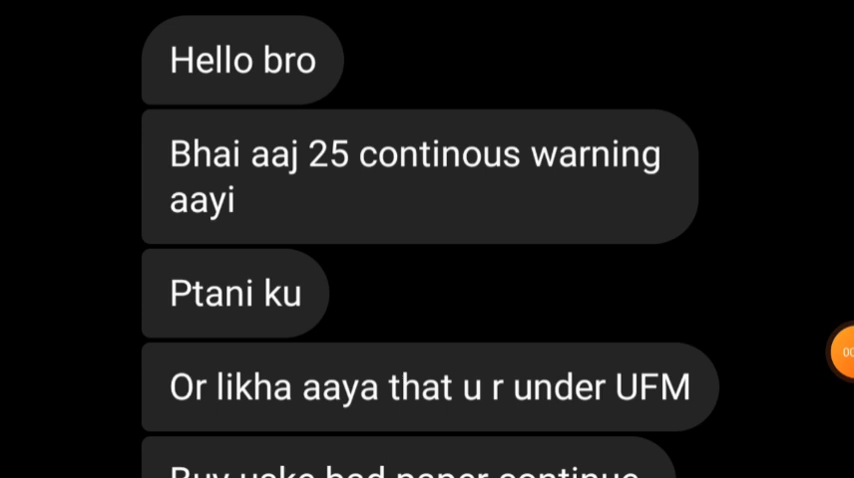 Hello bro
Bhai aaj 25 continous warning
aayi
Ptani ku
Or likha aaya that u r under UFM